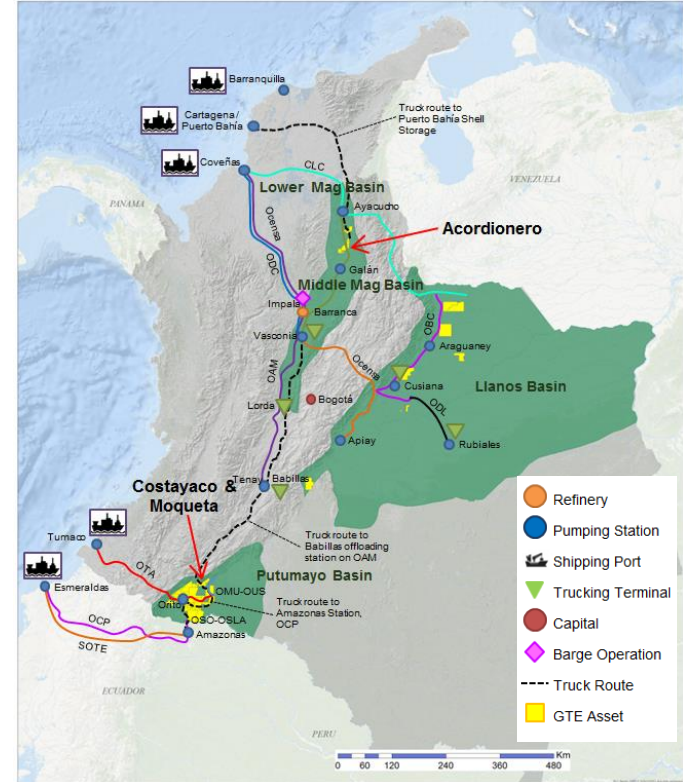 Barranquilla
Cartagena/
Puerto Bahía
Truck route to
Puerto Bahía Shell
Storage
Coveñas
CLC
VENEZUELA
Lower Mag Basin
PANAMA
Ayacucho
Acordionero
Ocensa
ODC
Galán
Middle Mag Basin
Impala
Barranca
Vasconia
OBC
Araguaney
Ocensa
OAM
Cusiana
Llanos Basin
Lorda
Bogotá
ODL
Apiay
Rubiales
Costayaco &
Moqueta
Tenay
Babillas
Refinery
Pumping Station
Shipping Port
Trucking Terminal
Capital
Barge Operation
Truck Route
GTE Asset
Tumaco
Truck route to
Babillas offloading
station on OAM
OTA
Putumayo Basin
Esmeraldas
OMU-OUS
Orito
Truck route to
Amazonas Station,
OCP
OCP
OSO-OSLA
Amazonas
SOTE
ECUADOR
PERU
Km
0 60 120 240 360 480